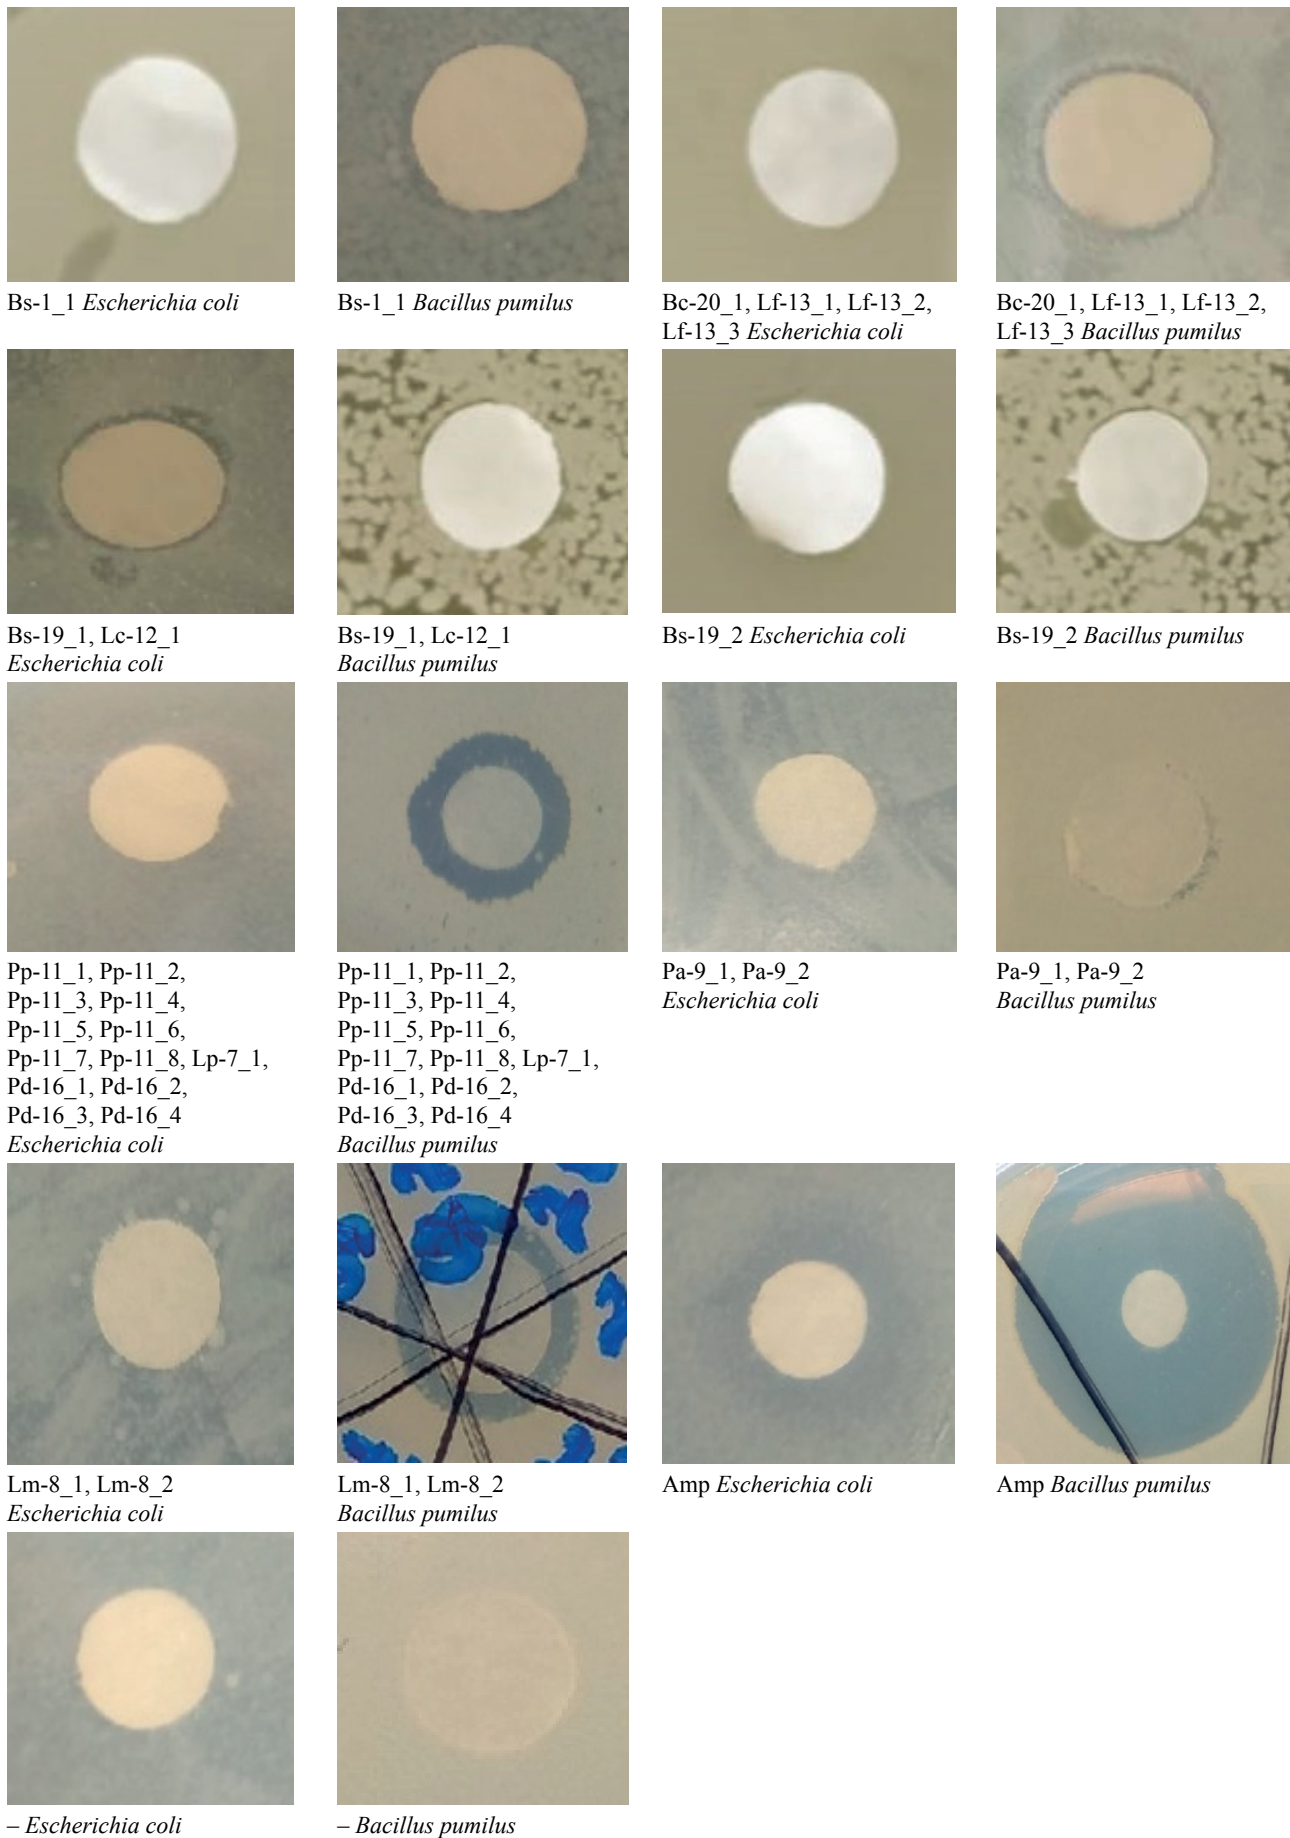 Bs-1_1 Escherichia coli
Bs-1_1 Bacillus pumilus
Bc-20_1, Lf-13_1, Lf-13_2,
Lf-13_3 Escherichia coli
Bc-20_1, Lf-13_1, Lf-13_2,
Lf-13_3 Bacillus pumilus
Bs-19_1, Lc-12_1
Escherichia coli
Bs-19_1, Lc-12_1
Bacillus pumilus
Bs-19_2 Escherichia coli
Bs-19_2 Bacillus pumilus
Pp-11_1, Pp-11_2,
Pp-11_3, Pp-11_4,
Pp-11_5, Pp-11_6,
Pp-11_7, Pp-11_8, Lp-7_1,
Pd-16_1, Pd-16_2,
Pd-16_3, Pd-16_4
Escherichia coli
Pp-11_1, Pp-11_2,
Pp-11_3, Pp-11_4,
Pp-11_5, Pp-11_6,
Pp-11_7, Pp-11_8, Lp-7_1,
Pd-16_1, Pd-16_2,
Pd-16_3, Pd-16_4
Bacillus pumilus
Pa-9_1, Pa-9_2
Escherichia coli
Pa-9_1, Pa-9_2
Bacillus pumilus
Lm-8_1, Lm-8_2
Escherichia coli
Lm-8_1, Lm-8_2
Bacillus pumilus
Amp Escherichia coli
Amp Bacillus pumilus
– Escherichia coli
– Bacillus pumilus